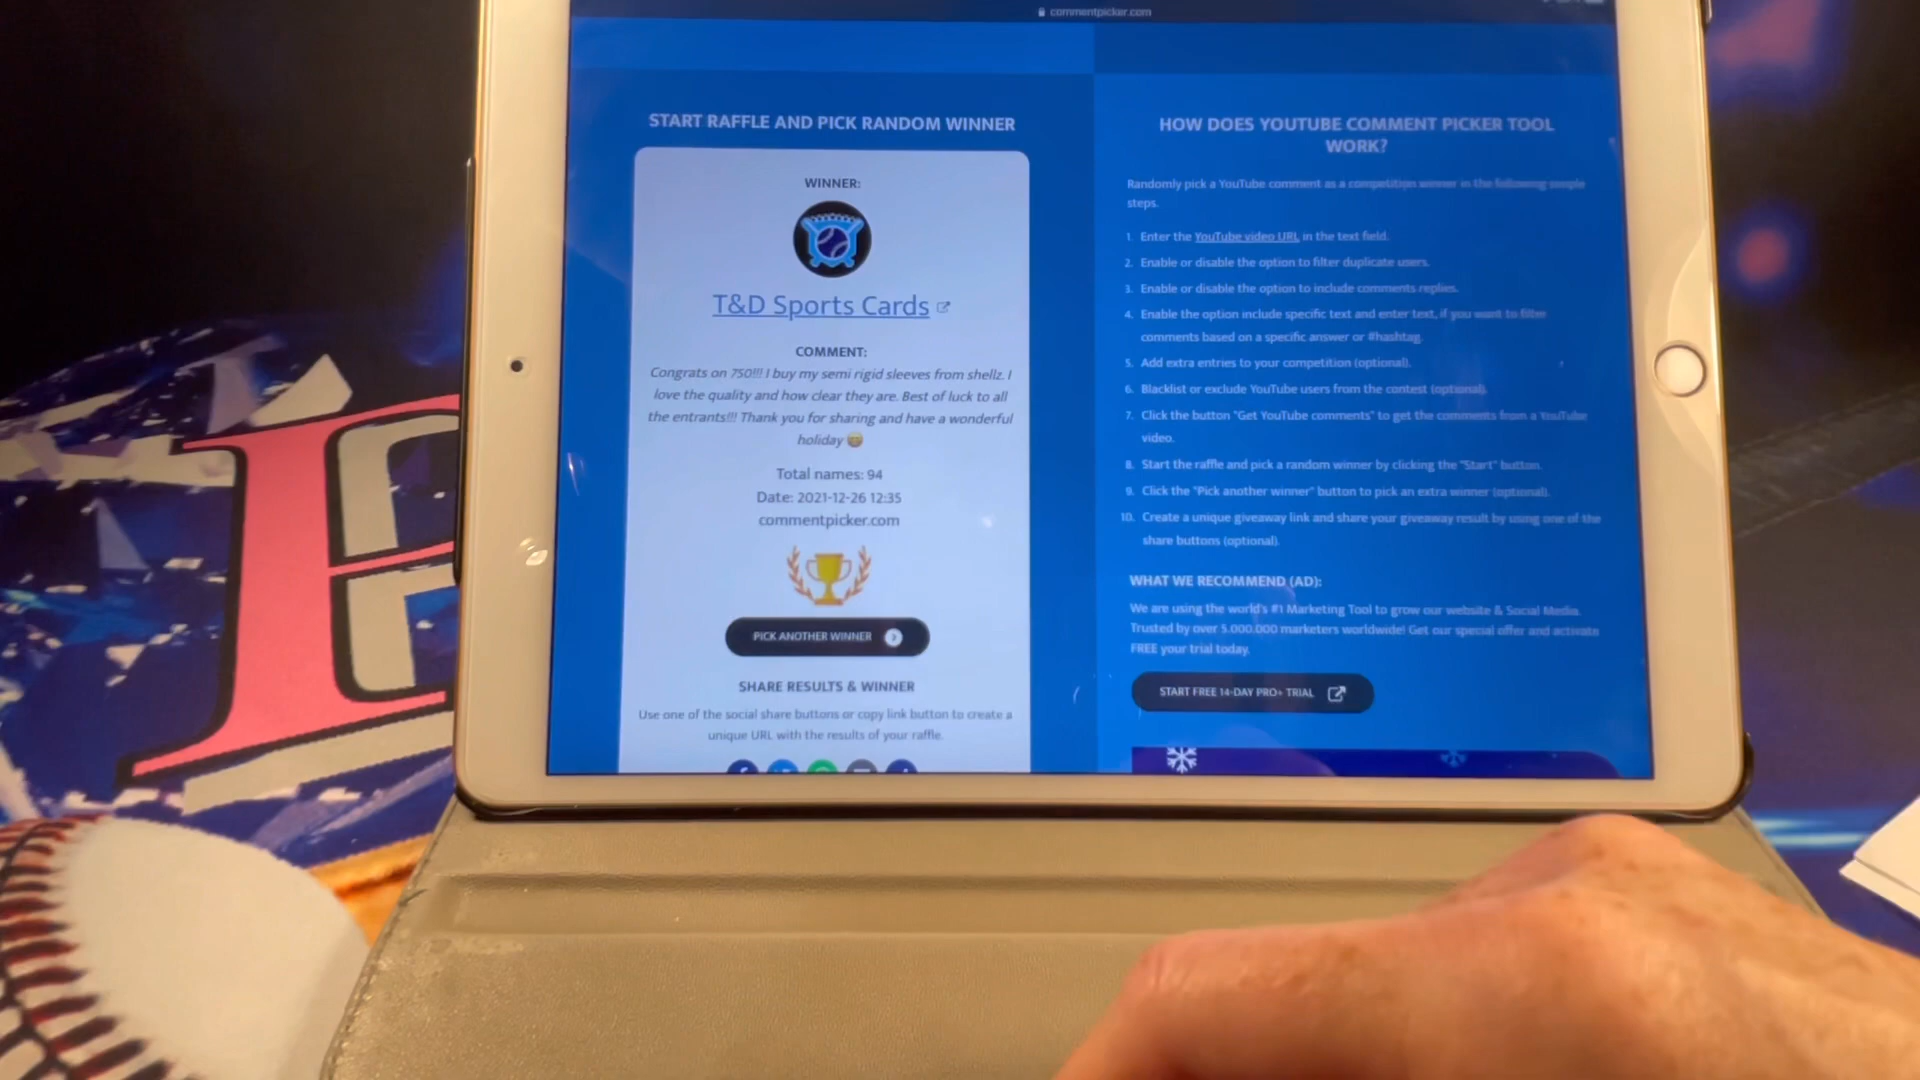 commentpicker.com
START RAFFLE AND PICK RANDOM WINNER
WINNER:
T&D Sports Cards
COMMENT:
Congrats on 750!!! I buy my semi rigid sleeves from shellz. I
love the quality and how clear they are. Best of luck to all
the entrants!!! Thank you for sharing and have a wonderful
holiday 😁
Total names: 94
Date: 2021-12-26 12:35
commentpicker.com
PICK ANOTHER WINNER
SHARE RESULTS & WINNER
Use one of the social share buttons or copy link button to create a
unique URL with the results of your raffle.
HOW DOES YOUTUBE COMMENT PICKER TOOL
WORK?
Randomly pick a YouTube comment as a competition winner in the following simple
steps.
1. Enter the YouTube video URL in the text field.
2. Enable or disable the option to filter duplicate users.
3. Enable or disable the option to include comments replies.
4. Enable the option include specific text and enter text, if you want to filter
comments based on a specific answer or #hashtag.
5. Add extra entries to your competition (optional).
6. Blacklist or exclude YouTube users from the contest (optional).
7. Click the button "Get YouTube comments" to get the comments from a YouTube
video.
8. Start the raffle and pick a random winner by clicking the "Start" button.
9. Click the "Pick another winner" button to pick an extra winner (optional).
10. Create a unique giveaway link and share your giveaway result by using one of the
share buttons (optional).
WHAT WE RECOMMEND (AD):
We are using the world's #1 Marketing Tool to grow our website & Social Media.
Trusted by over 5.000.000 marketers worldwide! Get our special offer and activate
FREE your trial today.
START FREE 14-DAY PRO+ TRIAL